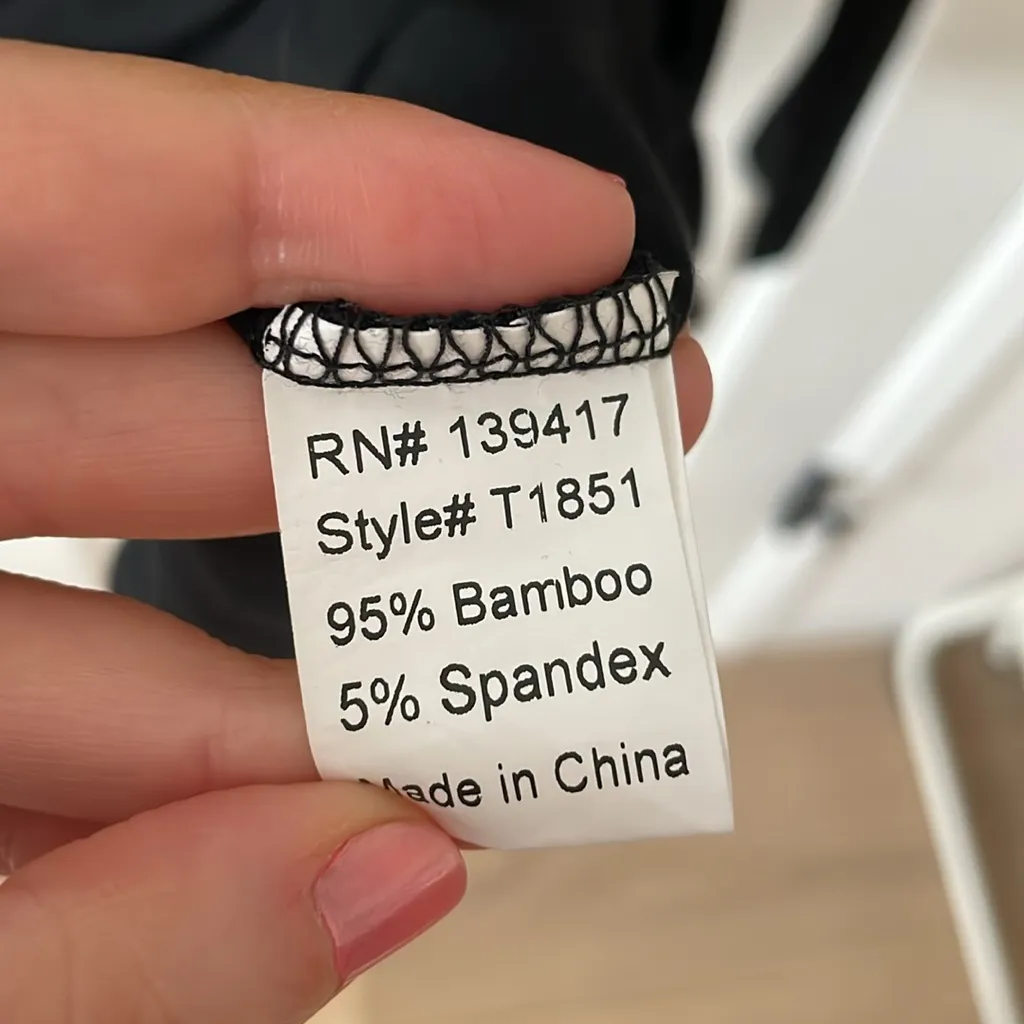 RN# 139417
Style# T1851
95% Bamboo
5% Spandex
Made in China